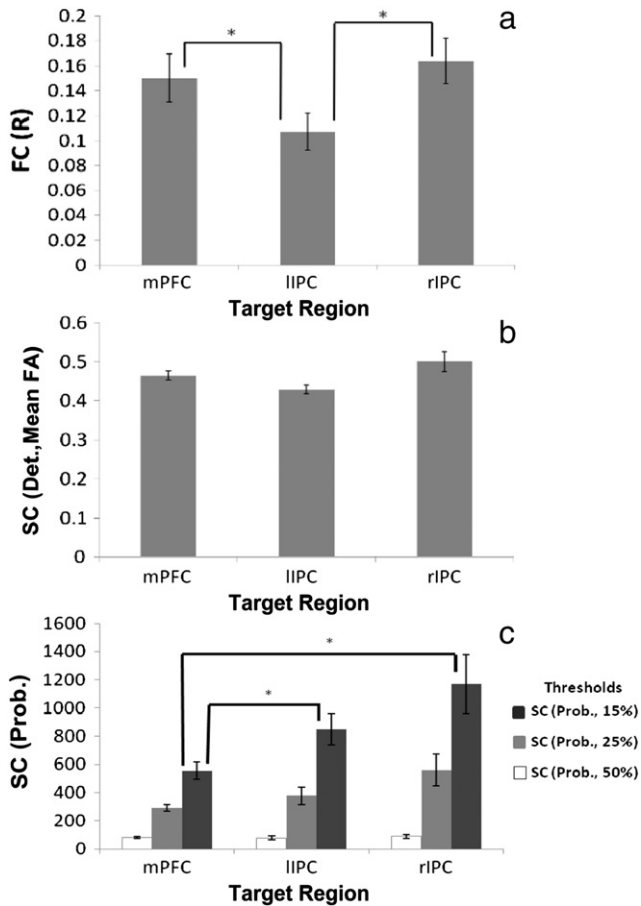 a
FC (R)
0.2
0.18
0.16
0.14
0.12
0.1
0.08
0.06
0.04
0.02
0
*
*
mPFC lIPC rIPC
Target Region
b
SC (Det.,Mean FA)
0.6
0.5
0.4
0.3
0.2
0.1
0
mPFC lIPC rIPC
Target Region
c
SC (Prob.)
1600
1400
1200
1000
800
600
400
200
0
*
*
mPFC lIPC rIPC
Target Region
Thresholds
SC (Prob., 15%)
SC (Prob., 25%)
SC (Prob., 50%)